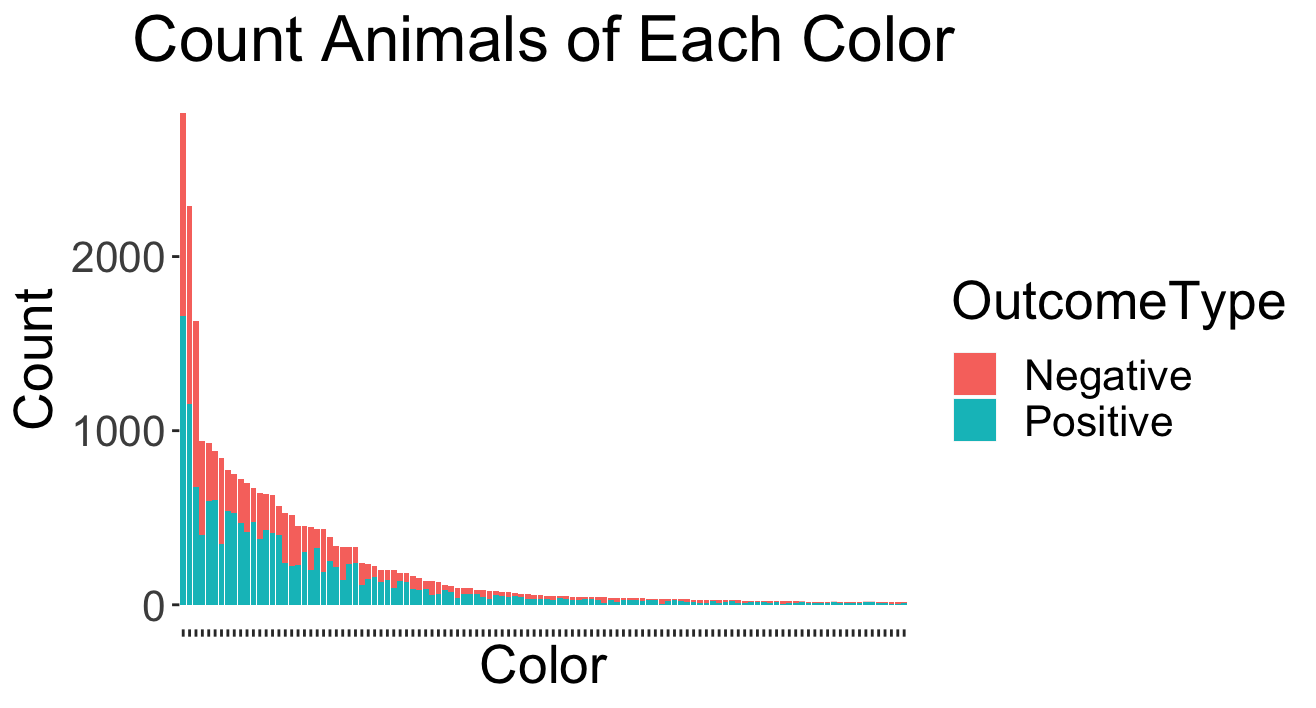 Count Animals of Each Color
Count
2000
1000
0
Color
OutcomeType
Negative
Positive